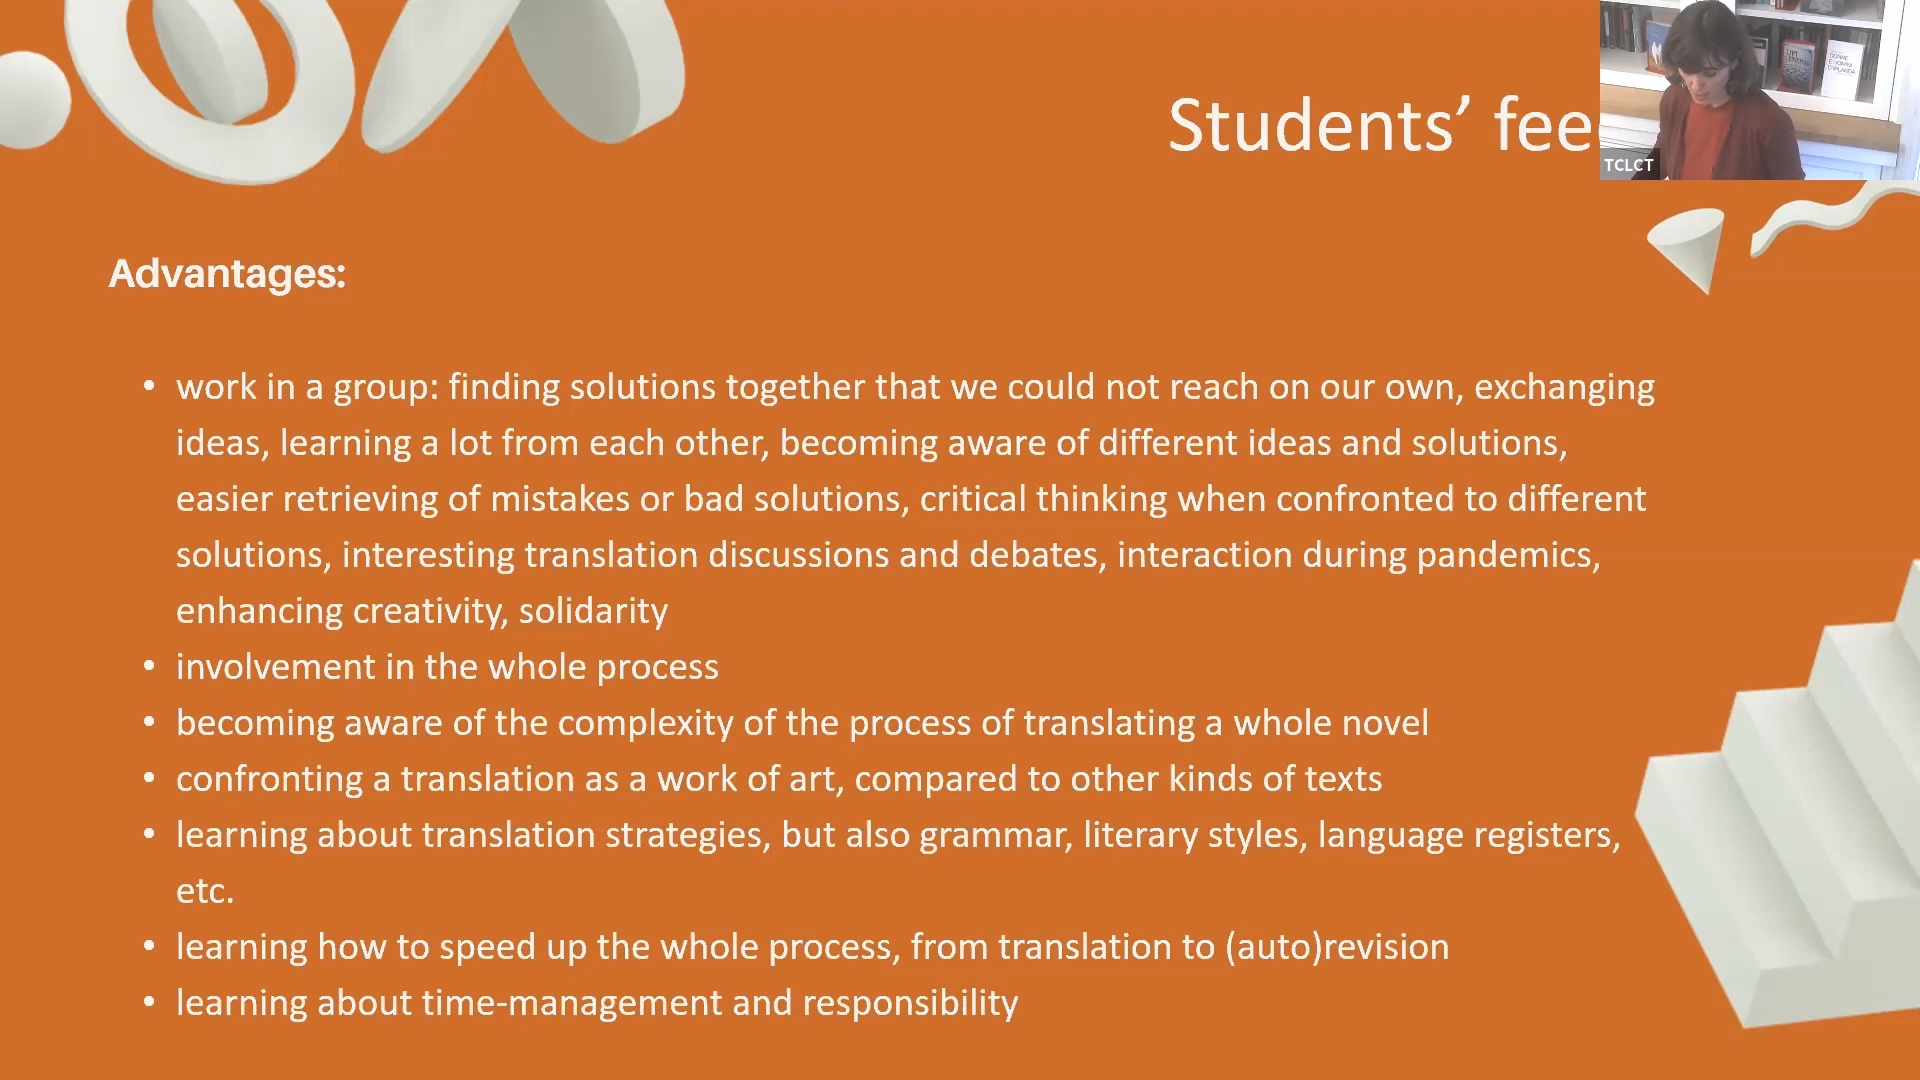 Students’ fee
TCLCT
Advantages:
• work in a group: finding solutions together that we could not reach on our own, exchanging
ideas, learning a lot from each other, becoming aware of different ideas and solutions,
easier retrieving of mistakes or bad solutions, critical thinking when confronted to different
solutions, interesting translation discussions and debates, interaction during pandemics,
enhancing creativity, solidarity
• involvement in the whole process
• becoming aware of the complexity of the process of translating a whole novel
• confronting a translation as a work of art, compared to other kinds of texts
• learning about translation strategies, but also grammar, literary styles, language registers,
etc.
• learning how to speed up the whole process, from translation to (auto)revision
• learning about time-management and responsibility